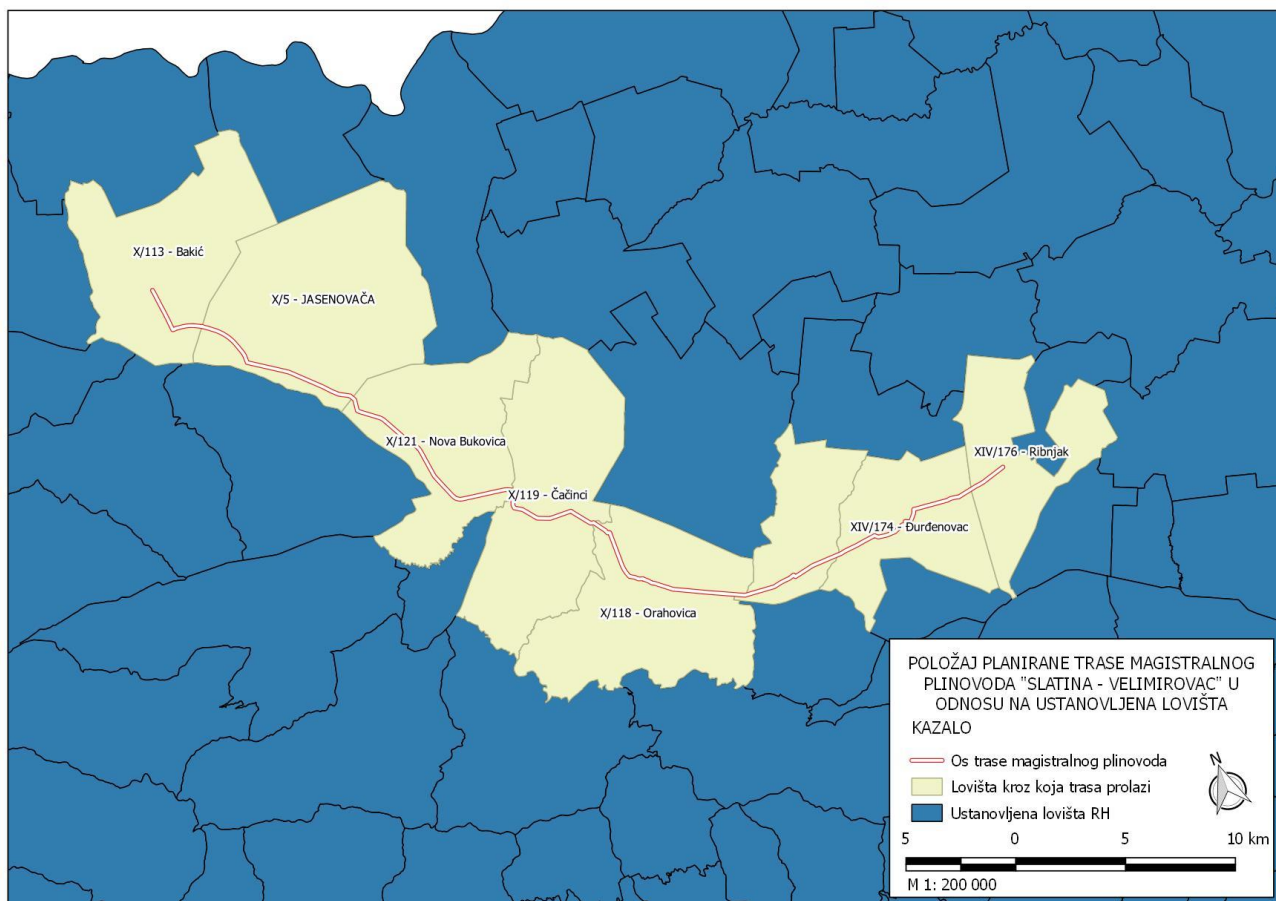 X/113 - Bakić
X/5 - JASENOVAČA
X/121 - Nova Bukovica
XIV/176 - Ribnjak
X/119 - Čačinci
XIV/174 - Đurđenovac
X/118 - Orahovica
POLOŽAJ PLANIRANE TRASE MAGISTRALNOG
PLINOVODA "SLATINA - VELIMIROVAC" U
ODNOSU NA USTANOVLJENA LOVIŠTA
KAZALO
Os trase magistralnog plinovoda
Lovišta kroz koja trasa prolazi
Ustanovljena lovišta RH
N
5 0 5 10 km
M 1: 200 000